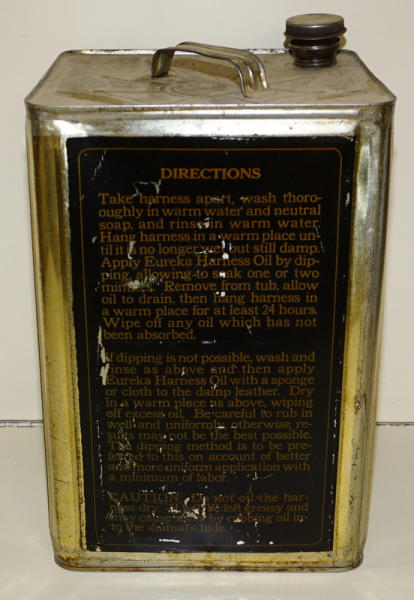 DIRECTIONS
Take harness apart, wash thoro-
oughly in warm water and neutral
soap, and rinse in warm water.
Hang harness in a warm place un-
til it is no longer wet but still damp.
Apply Eureka Harness Oil by dip-
ping, allowing to soak one or two
minutes. Remove from tub, allow
oil to drain, then hang harness in
a warm place for at least 24 hours.
Wipe off any oil which has not
been absorbed.
If dipping is not possible, wash and
rinse as above and then apply
Eureka Harness Oil with a sponge
or cloth to the damp leather. Dry
in a warm place as above, wiping
off excess oil. Be careful to rub in
well and uniformly, otherwise re-
sults may not be the best possible.
The dipping method is to be pre-
ferred to this on account of better
and more uniform application with
a minimum of labor.
CAUTION: Do not oil the har-
ness dry. left greasy and
may cause by rubbing oil in-
to the animal's hide.